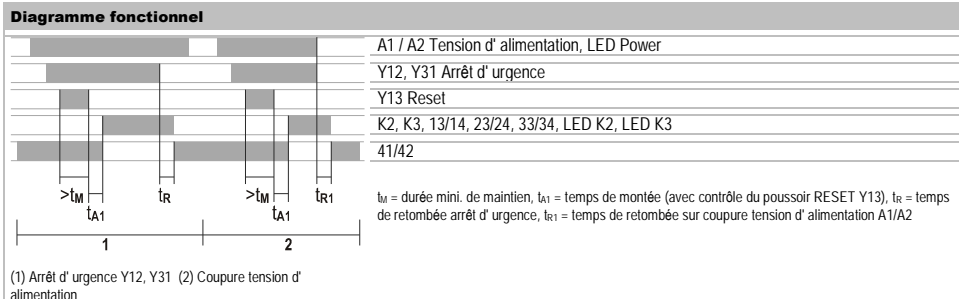 Diagramme fonctionnel
A1 / A2 Tension d' alimentation, LED Power
Y12, Y31 Arrêt d' urgence
Y13 Reset
K2, K3, 13/14, 23/24, 33/34, LED K2, LED K3
41/42
>tM tR >tM tR1
tA1 tA1
tM = durée mini. de maintien, tA1 = temps de montée (avec contrôle du poussoir RESET Y13), tR = temps
de retombée arrêt d' urgence, tR1 = temps de retombée sur coupure tension d' alimentation A1/A2
1 2
(1) Arrêt d' urgence Y12, Y31 (2) Coupure tension d'
alimentation